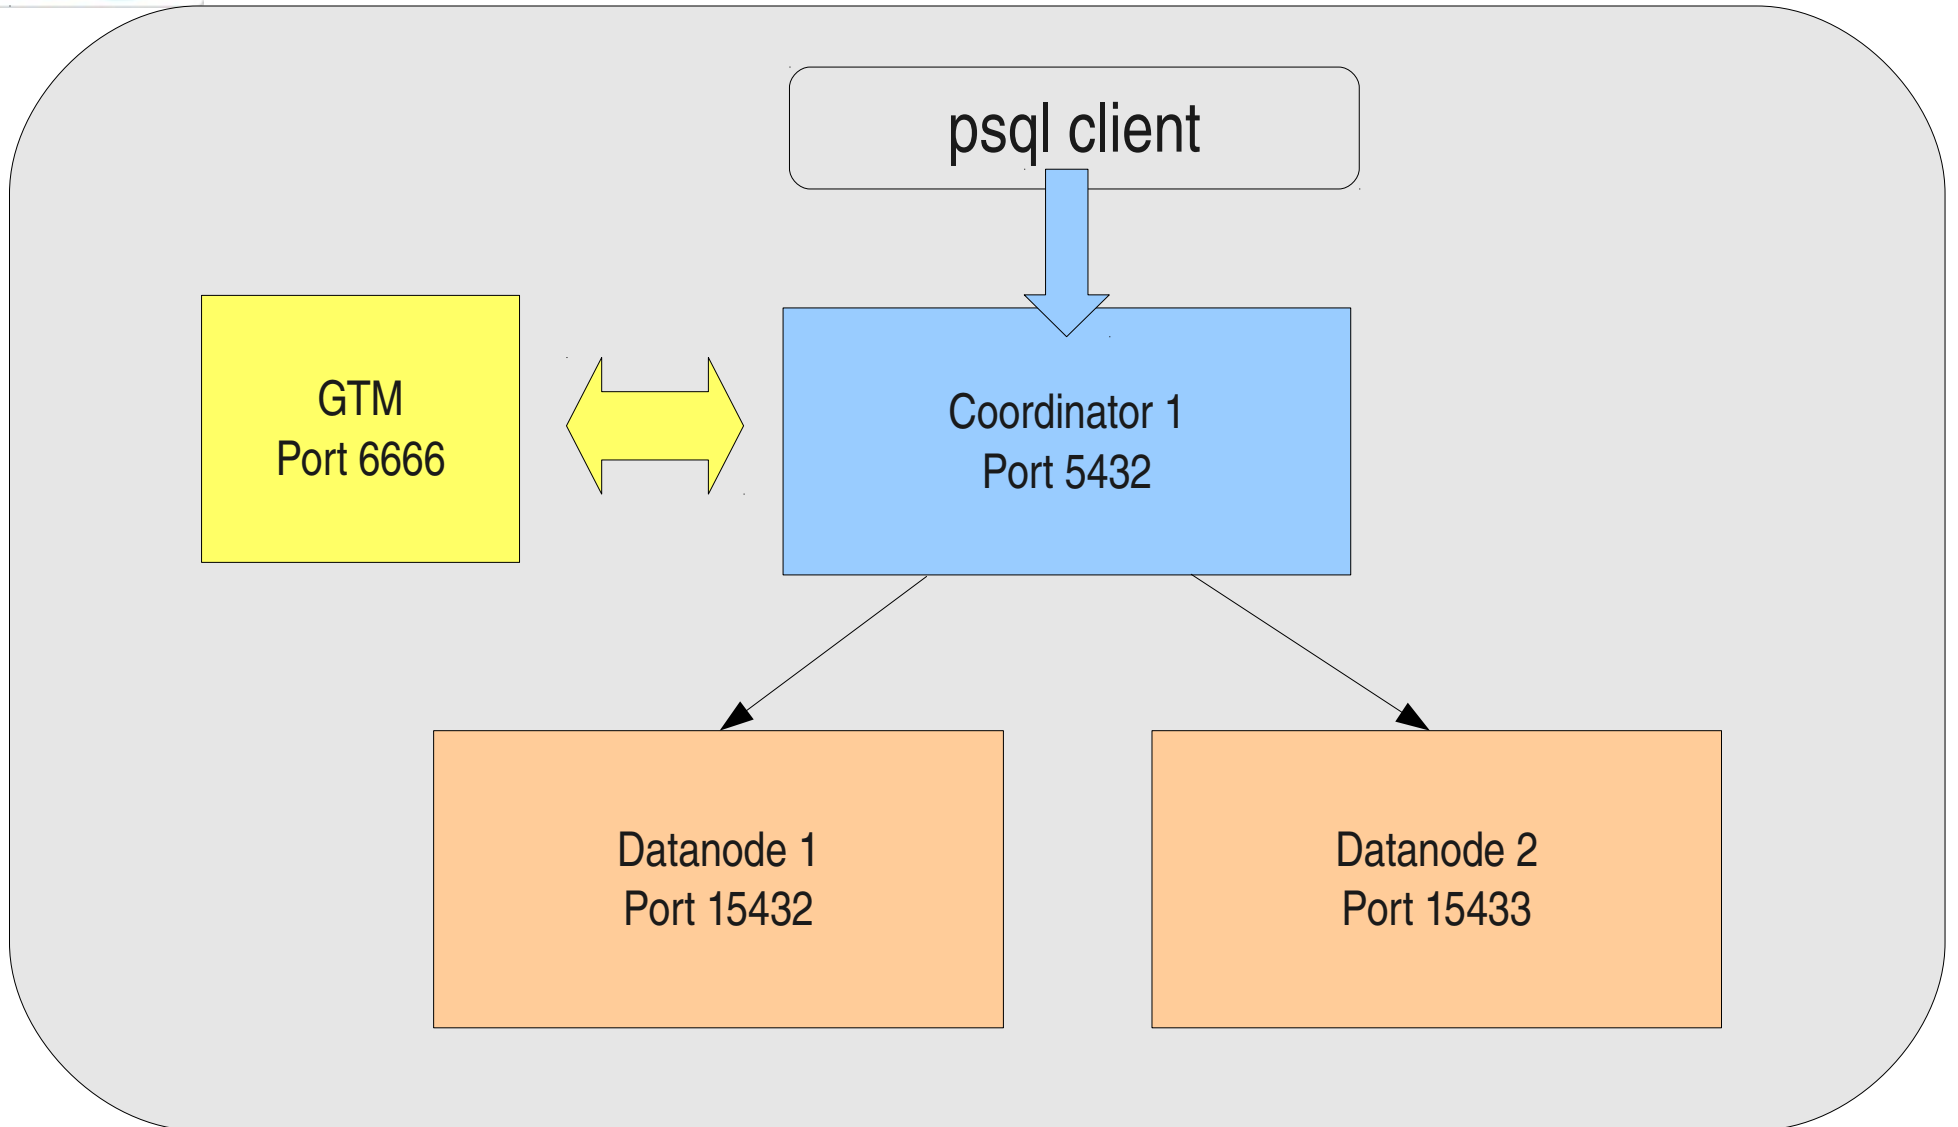 psql client
GTM
Port 6666
Coordinator 1
Port 5432
Datanode 1
Port 15432
Datanode 2
Port 15433